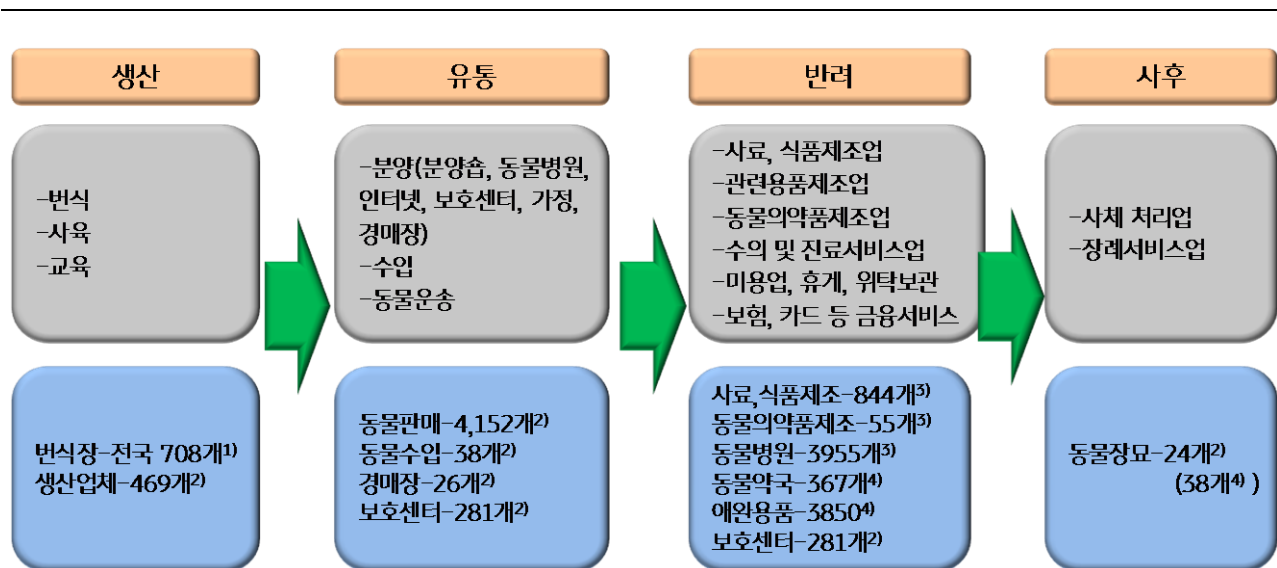 생산
유통
반려
사후
-번식
-사육
-교육
-분양(분양숍, 동물병원,
인터넷, 보호센터, 가정,
경매장)
-수입
-동물운송
-사료, 식품제조업
-관련용품제조업
-동물의약품제조업
-수의 및 진료서비스업
-미용업, 휴게, 위탁보관
-보험, 카드 등 금융서비스
-사체 처리업
-장례서비스업
번식장-전국 708개1)
생산업체-469개2)
동물판매-4,152개2)
동물수입-38개2)
경매장-26개2)
보호센터-281개2)
사료,식품제조-844개3)
동물의약품제조-55개3)
동물병원-3955개3)
동물약국-367개4)
애완용품-38504)
보호센터-281개2)
동물장묘-24개2)
(38개4) )